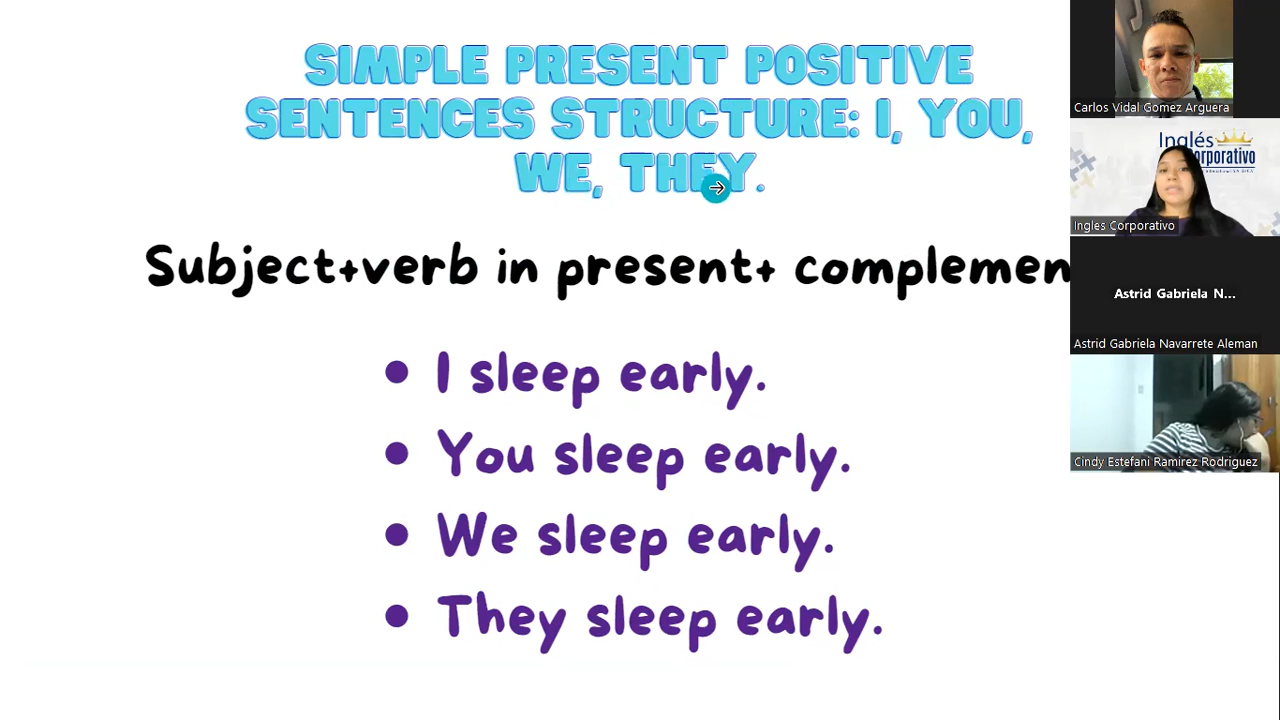 SIMPLE PRESENT POSITIVE
SENTENCES STRUCTURE: I, YOU,
WE, THEY.
Subject+verb in present+ complemen
• I sleep early.
• You sleep early.
• We sleep early.
• They sleep early.
Carlos Vidal Gomez Arguera
Inglés
orporativo
Ingles Corporativo
Astrid Gabriela N...
Astrid Gabriela Navarrete Aleman
Cindy Estefani Ramirez Rodriguez